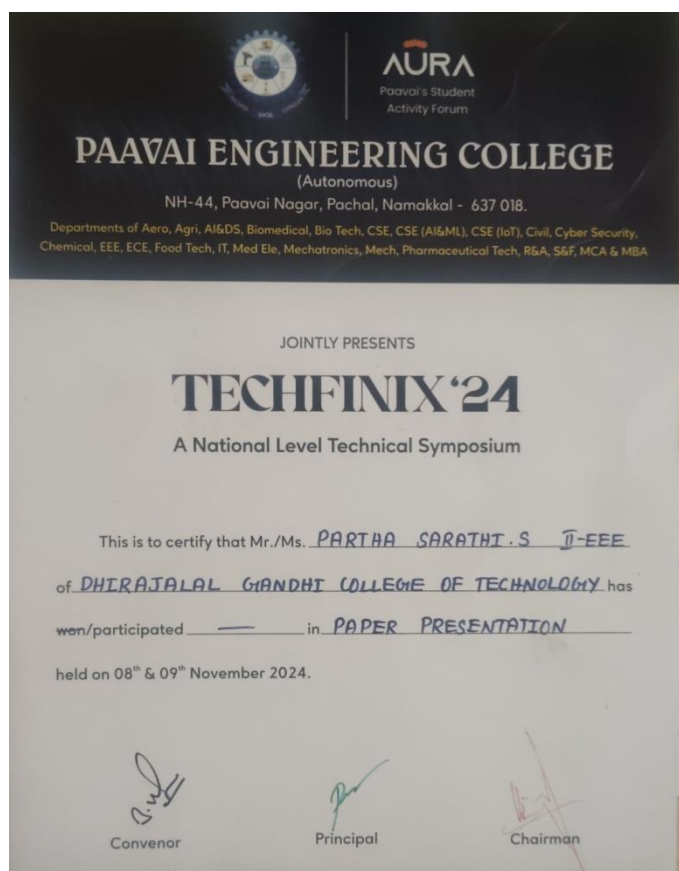 AURA
Paavai's Student
Activity Forum
PAAVAI ENGINEERING COLLEGE
(Autonomous)
NH-44, Paavai Nagar, Pachal, Namakkal - 637 018.
Departments of Aero, Agri, AI&DS, Biomedical, Bio Tech, CSE, CSE (AI&ML), CSE (IoT), Civil, Cyber Security,
Chemical, EEE, ECE, Food Tech, IT, Med Ele, Mechatronics, Mech, Pharmaceutical Tech, R&A, S&F, MCA & MBA
JOINTLY PRESENTS
TECHFINIX‘24
A National Level Technical Symposium
This is to certify that Mr./Ms. PARTHA SARATHI.S II-EEE
of DHIRAJALAL GANDHI COLLEGE OF TECHNOLOGY has
won/participated — in PAPER PRESENTATION
held on 08th & 09th November 2024.
Convenor
Principal
Chairman